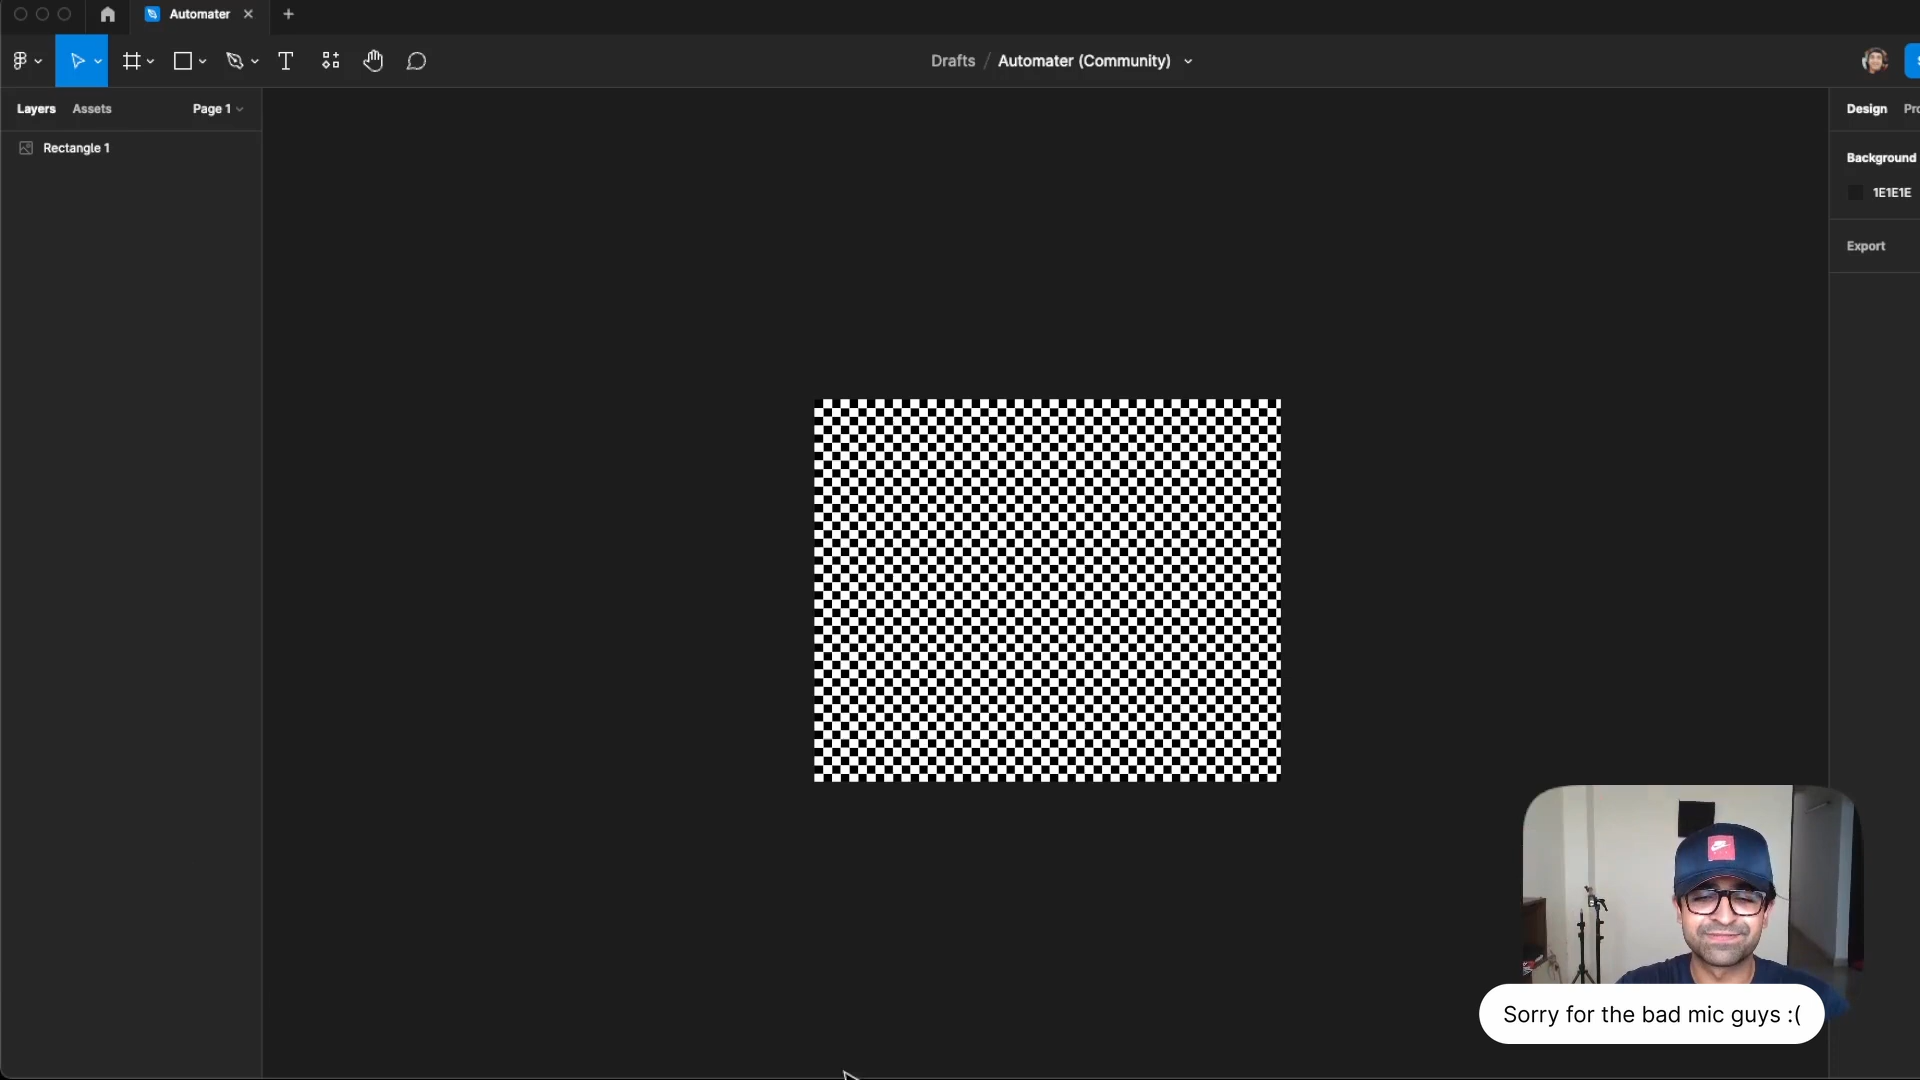 Automater
Drafts / Automater (Community)
Layers Assets Page 1
Design Pro
Rectangle 1
Background
1E1E1E
Export
Sorry for the bad mic guys :(